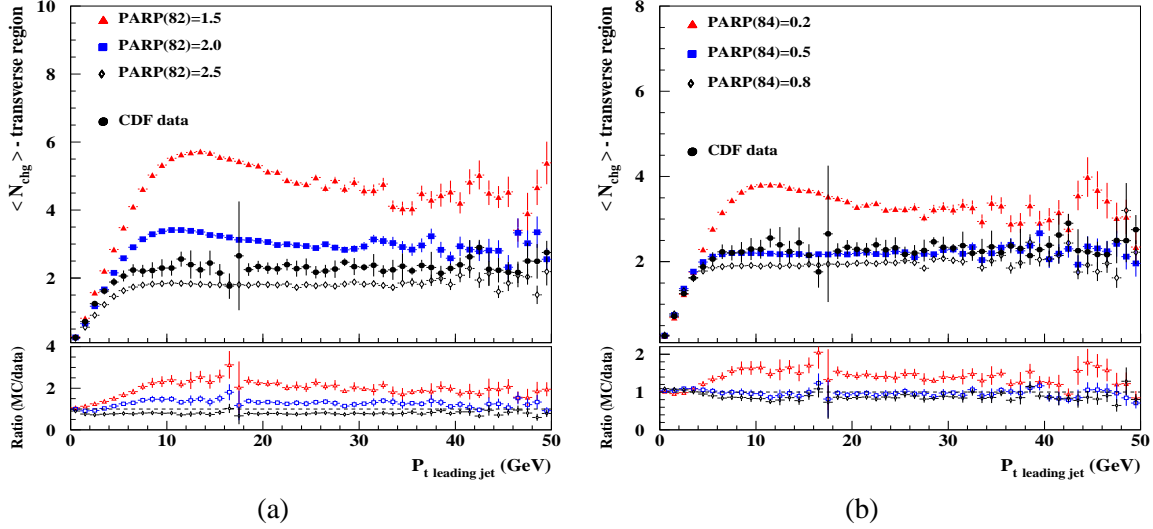 < N_chg > - transverse region
10
8
6
4
2
PARP(82)=1.5
PARP(82)=2.0
PARP(82)=2.5
CDF data
Ratio (MC/data)
4
2
0
0 10 20 30 40 50
P_t leading jet (GeV)
(a)
< N_chg > - transverse region
8
6
4
2
PARP(84)=0.2
PARP(84)=0.5
PARP(84)=0.8
CDF data
Ratio (MC/data)
2
1
0
0 10 20 30 40 50
P_t leading jet (GeV)
(b)